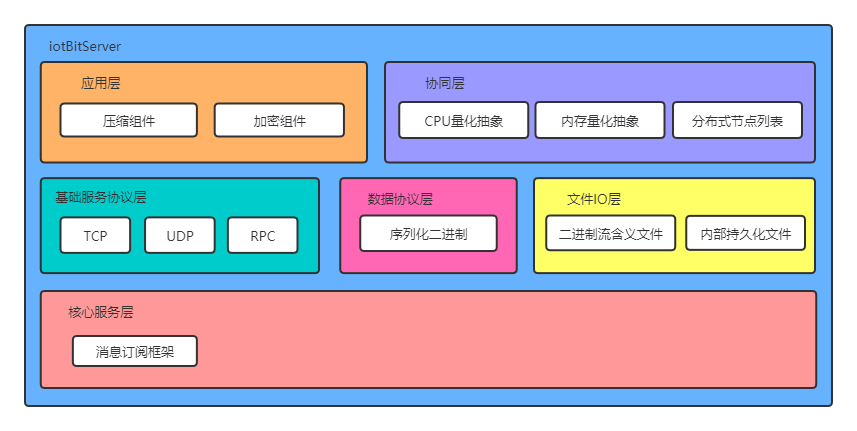 iotBitServer
应用层
压缩组件
加密组件
协同层
CPU量化抽象
内存量化抽象
分布式节点列表
基础服务协议层
TCP
UDP
RPC
数据协议层
序列化二进制
文件IO层
二进制流含义文件
内部持久化文件
核心服务层
消息订阅框架